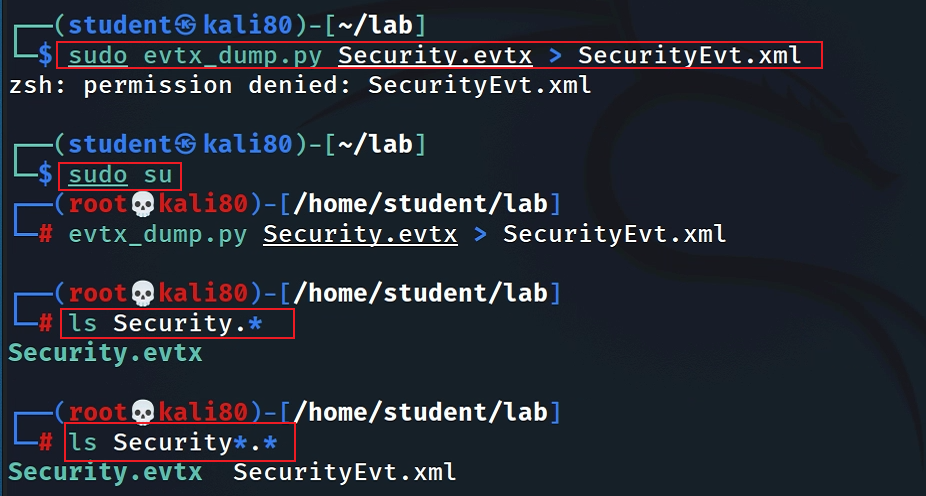 ┌──(student㉿kali80)-[~/lab]
└─$ sudo evtx_dump.py Security.evtx > SecurityEvt.xml
zsh: permission denied: SecurityEvt.xml
┌──(student㉿kali80)-[~/lab]
└─$ sudo su
┌──(root💀kali80)-[/home/student/lab]
└─# evtx_dump.py Security.evtx > SecurityEvt.xml
┌──(root💀kali80)-[/home/student/lab]
└─# ls Security.*
Security.evtx
┌──(root💀kali80)-[/home/student/lab]
└─# ls Security*.*
Security.evtx  SecurityEvt.xml